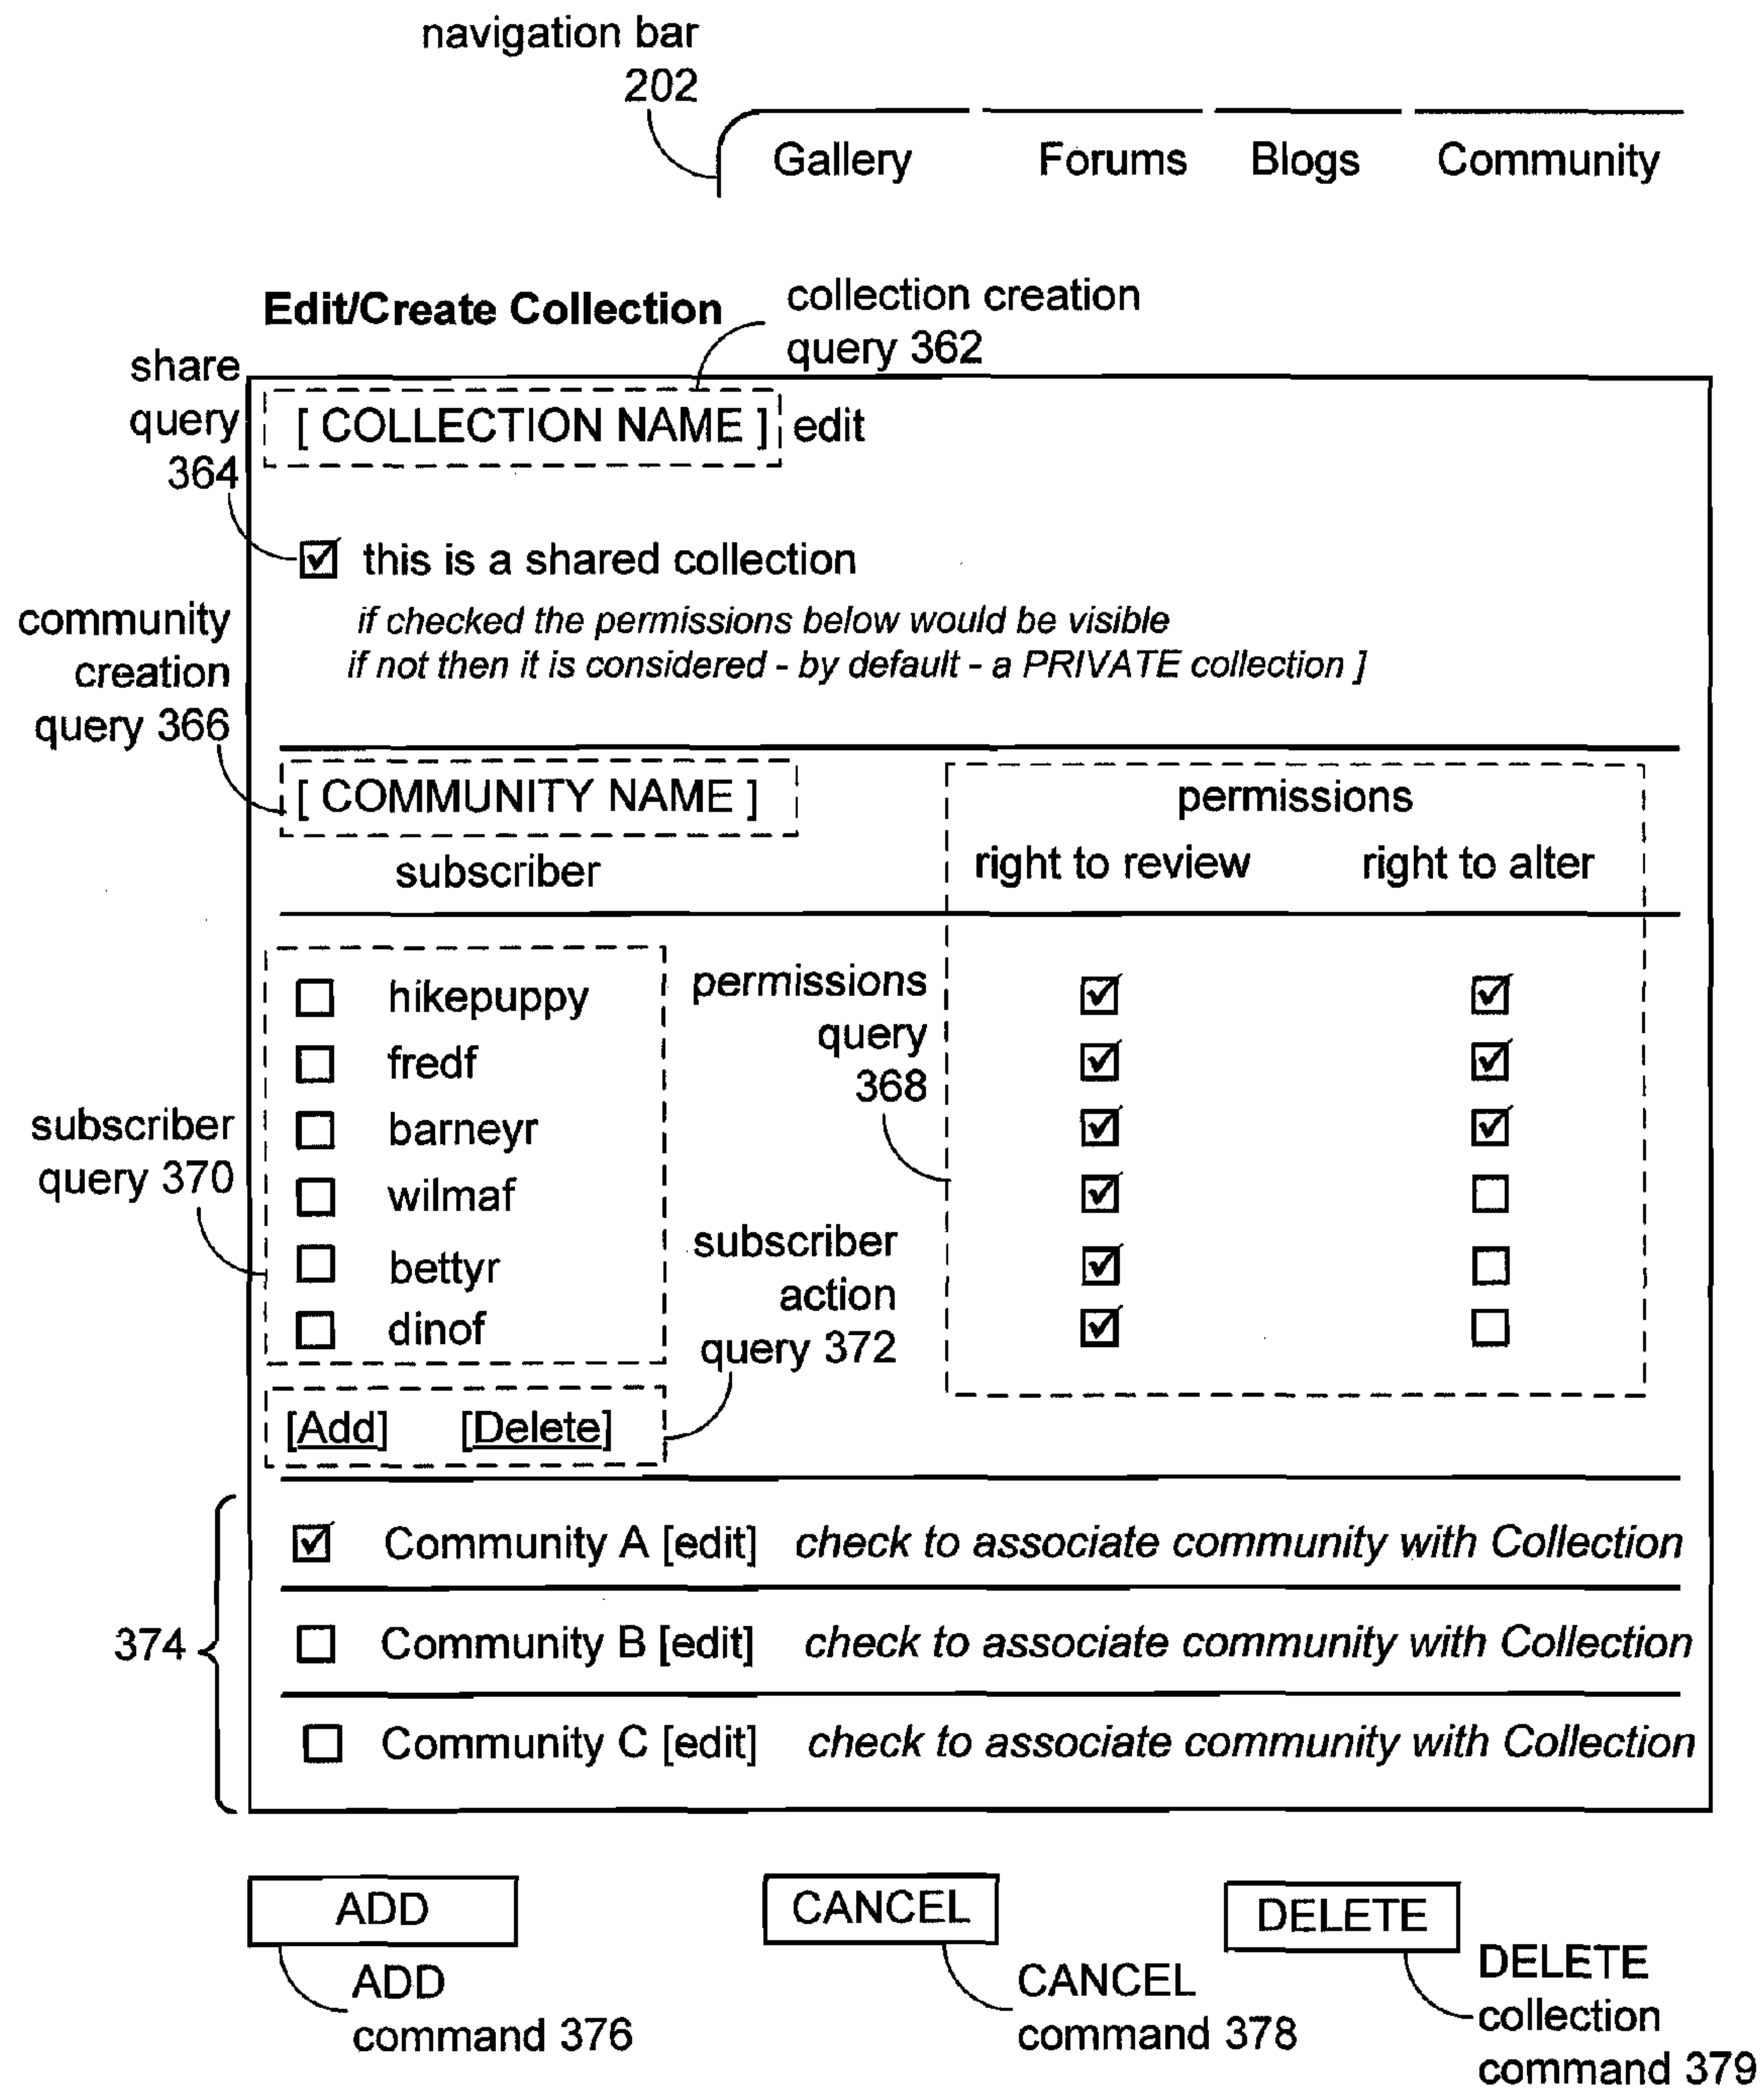 navigation bar
202
Gallery Forums Blogs Community
Edit/Create Collection
collection creation
query 362
share
query
364
[ COLLECTION NAME ] edit
this is a shared collection
if checked the permissions below would be visible
if not then it is considered - by default - a PRIVATE collection ]
community
creation
query 366
[ COMMUNITY NAME ]
permissions
subscriber
right to review right to alter
hikepuppy
fredf
barneyr
wilmaf
bettyr
dinof
permissions
query
368
subscriber
query 370
subscriber
action
query 372
[Add] [Delete]
374
Community A [edit] check to associate community with Collection
Community B [edit] check to associate community with Collection
Community C [edit] check to associate community with Collection
ADD
CANCEL
DELETE
ADD
command 376
CANCEL
command 378
DELETE
collection
command 379